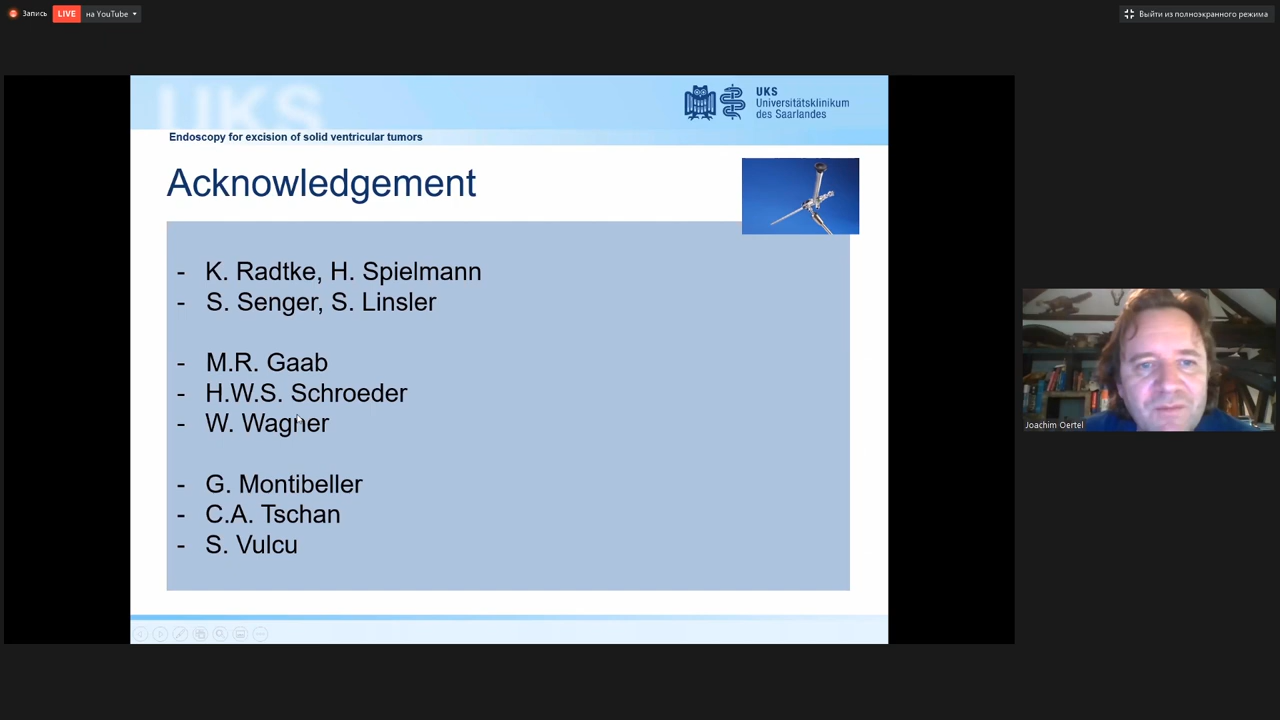 Запись
LIVE на YouTube
Выйти из полноэкранного режима
UKS
UKS
Universitätsklinikum
des Saarlandes
Endoscopy for excision of solid ventricular tumors
Acknowledgement
- K. Radtke, H. Spielmann
- S. Senger, S. Linsler
- M.R. Gaab
- H.W.S. Schroeder
- W. Wagner
- G. Montibeller
- C.A. Tschan
- S. Vulcu
Joachim Oertel